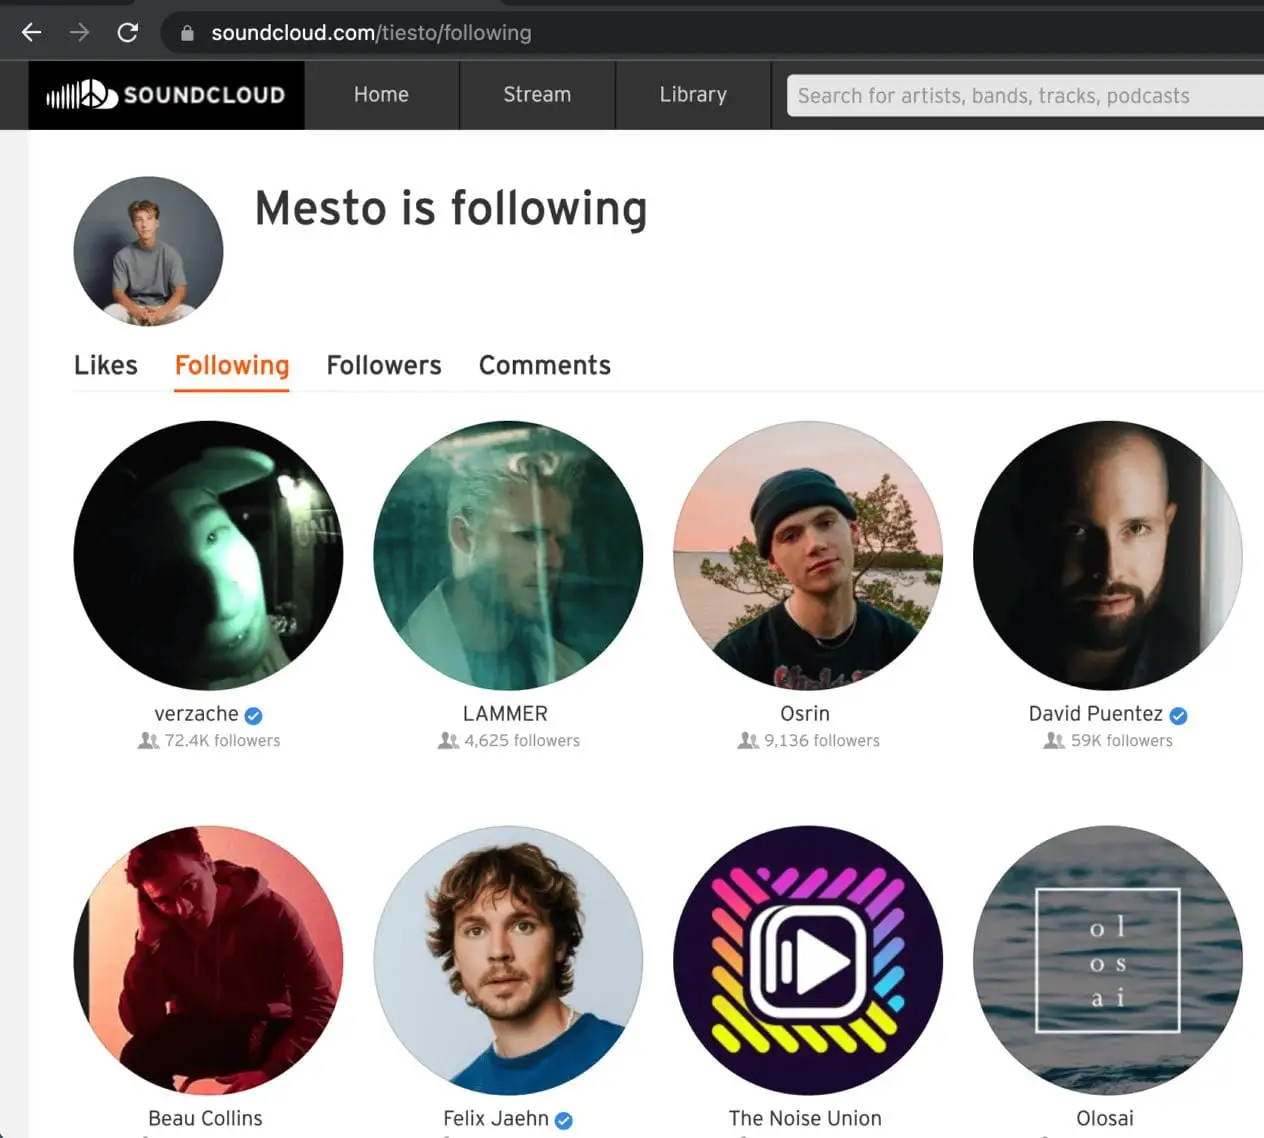 soundcloud.com/tiesto/following
SOUNDCLOUD
Home
Stream
Library
Search for artists, bands, tracks, podcasts
Mesto is following
Likes
Following
Followers
Comments
verzache
72.4K followers
LAMMER
4,625 followers
Osrin
9,136 followers
David Puentez
59K followers
o l
o s
a i
Beau Collins
Felix Jaehn
The Noise Union
Olosai